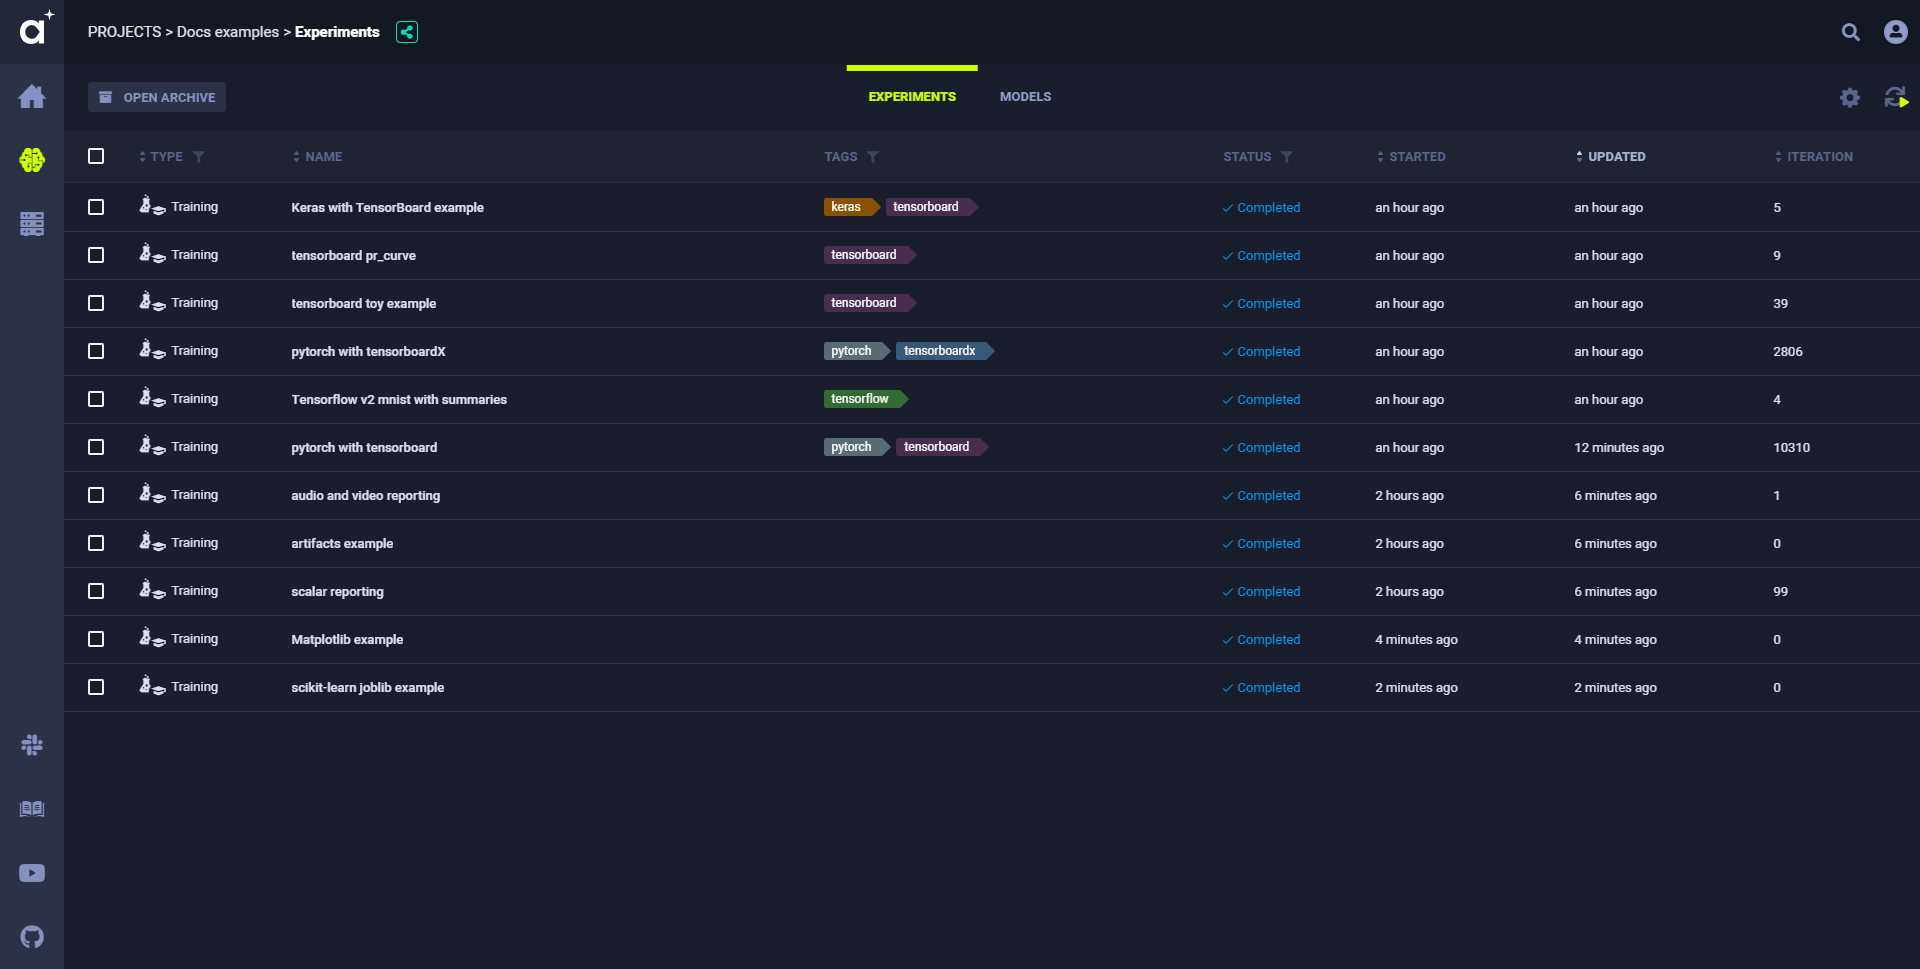 PROJECTS > Docs examples > Experiments
OPEN ARCHIVE
EXPERIMENTS MODELS
TYPE NAME TAGS STATUS STARTED UPDATED ITERATION
Training Keras with TensorBoard example keras tensorboard Completed an hour ago an hour ago 5
Training tensorboard pr_curve tensorboard Completed an hour ago an hour ago 9
Training tensorboard toy example tensorboard Completed an hour ago an hour ago 39
Training pytorch with tensorboardX pytorch tensorboardx Completed an hour ago an hour ago 2806
Training Tensorflow v2 mnist with summaries tensorflow Completed an hour ago an hour ago 4
Training pytorch with tensorboard pytorch tensorboard Completed an hour ago 12 minutes ago 10310
Training audio and video reporting Completed 2 hours ago 6 minutes ago 1
Training artifacts example Completed 2 hours ago 6 minutes ago 0
Training scalar reporting Completed 2 hours ago 6 minutes ago 99
Training Matplotlib example Completed 4 minutes ago 4 minutes ago 0
Training scikit-learn joblib example Completed 2 minutes ago 2 minutes ago 0